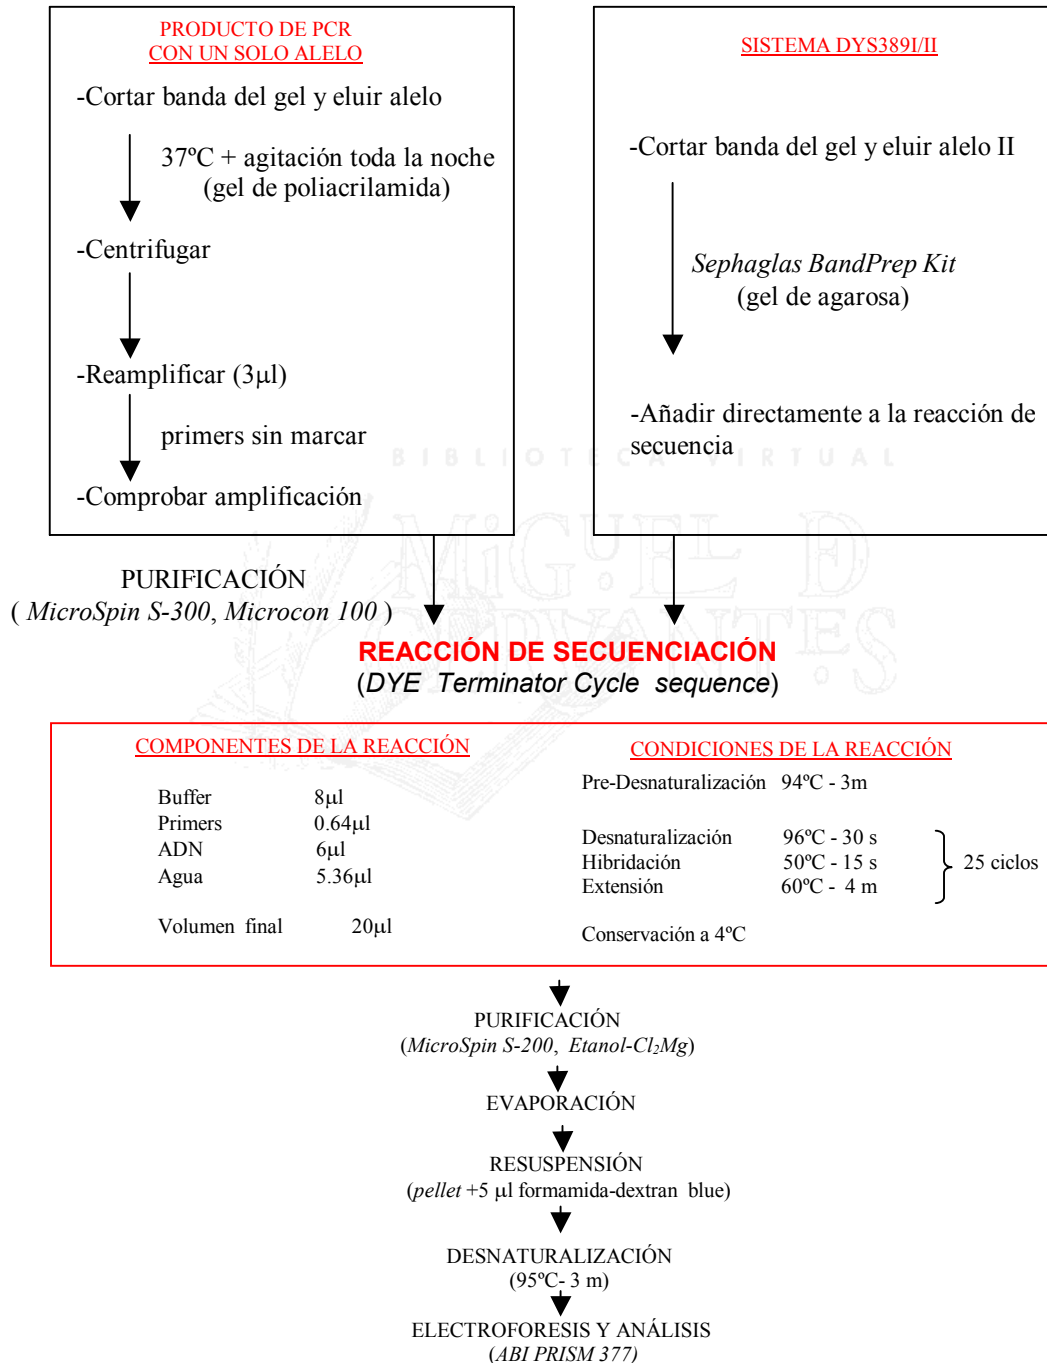 PRODUCTO DE PCR
CON UN SOLO ALELO
-Cortar banda del gel y eluir alelo
37ºC + agitación toda la noche
(gel de poliacrilamida)
-Centrifugar
-Reamplificar (3µl)
primers sin marcar
-Comprobar amplificación
SISTEMA DYS389I/II
-Cortar banda del gel y eluir alelo II
Sephaglas BandPrep Kit
(gel de agarosa)
-Añadir directamente a la reacción de
secuencia
BIBLIOTECA VIRTUAL
MIGUEL DE
CERVANTES
PURIFICACIÓN
( MicroSpin S-300, Microcon 100 )
REACCIÓN DE SECUENCIACIÓN
(DYE Terminator Cycle sequence)
COMPONENTES DE LA REACCIÓN
Buffer 8µl
Primers 0.64µl
ADN 6µl
Agua 5.36µl
Volumen final 20µl
CONDICIONES DE LA REACCIÓN
Pre-Desnaturalización 94ºC - 3m
Desnaturalización 96ºC - 30 s
Hibridación 50ºC - 15 s
Extensión 60ºC - 4 m
25 ciclos
Conservación a 4ºC
PURIFICACIÓN
(MicroSpin S-200, Etanol-Cl₂Mg)
EVAPORACIÓN
RESUSPENSIÓN
(pellet +5 µl formamida-dextran blue)
DESNATURALIZACIÓN
(95ºC- 3 m)
ELECTROFORESIS Y ANÁLISIS
(ABI PRISM 377)